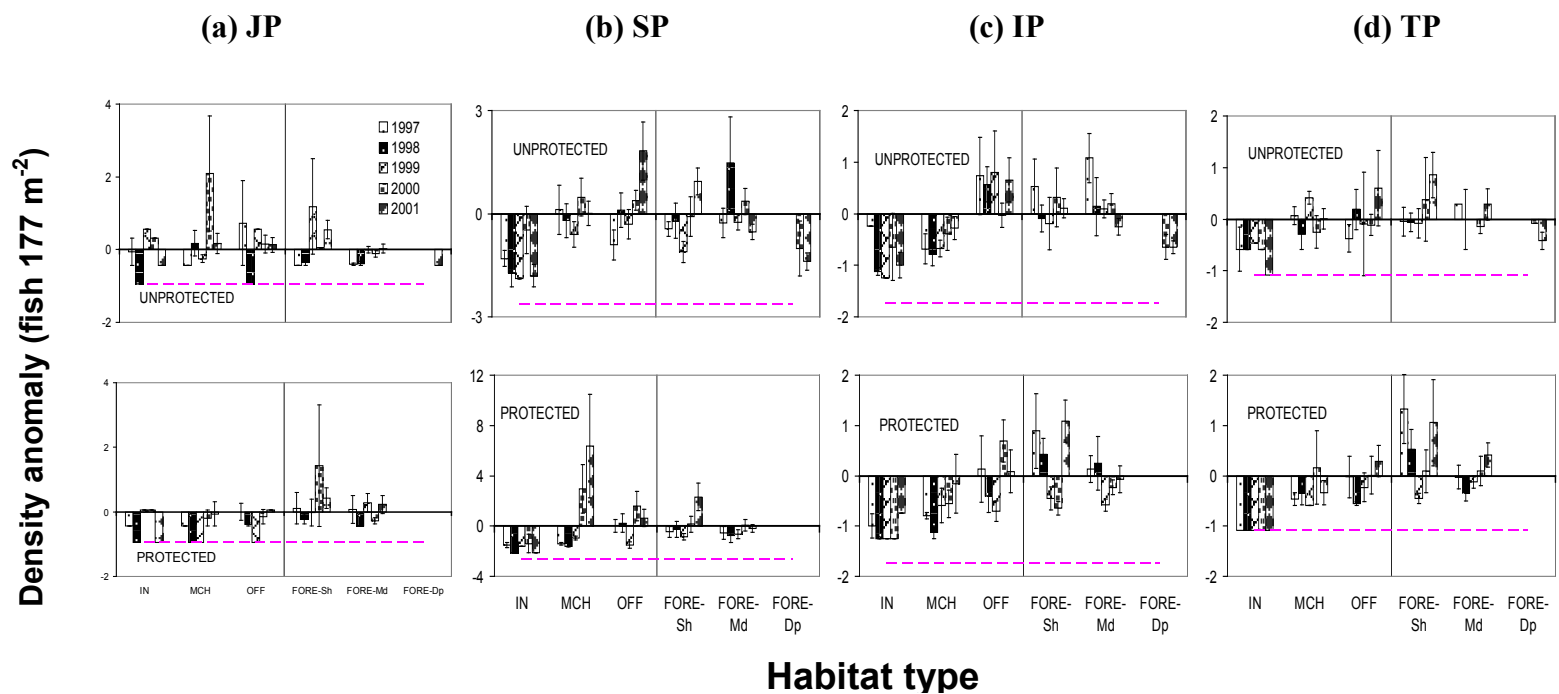 (a) JP (b) SP (c) IP (d) TP
Density anomaly (fish 177 m-2)
4
2
0
-2
UNPROTECTED
1997
1998
1999
2000
2001
3
0
-3
UNPROTECTED
2
1
0
-1
-2
UNPROTECTED
2
1
0
-1
-2
UNPROTECTED
4
2
0
-2
PROTECTED
IN MCH OFF FORE-Sh FORE-Md FORE-Dp
12
8
4
0
-4
PROTECTED
IN MCH OFF FORE- FORE- FORE-
Sh Md Dp
2
1
0
-1
-2
PROTECTED
IN MCH OFF FORE- FORE- FORE-
Sh Md Dp
2
1
0
-1
-2
PROTECTED
IN MCH OFF FORE- FORE- FORE-
Sh Md Dp
Habitat type